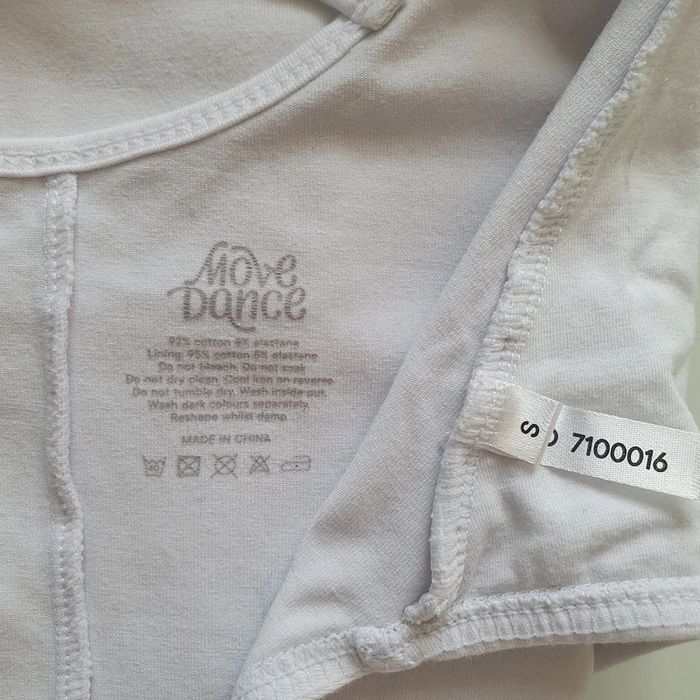 Move
Dance
92% cotton 8% elastane
Lining: 95% cotton 5% elastane
Do not bleach. Do not soak
Do not dry clean. Cool iron on reverse
Do not tumble dry. Wash inside out.
Wash dark colours separately.
Reshape whilst damp.
MADE IN CHINA
S 7100016